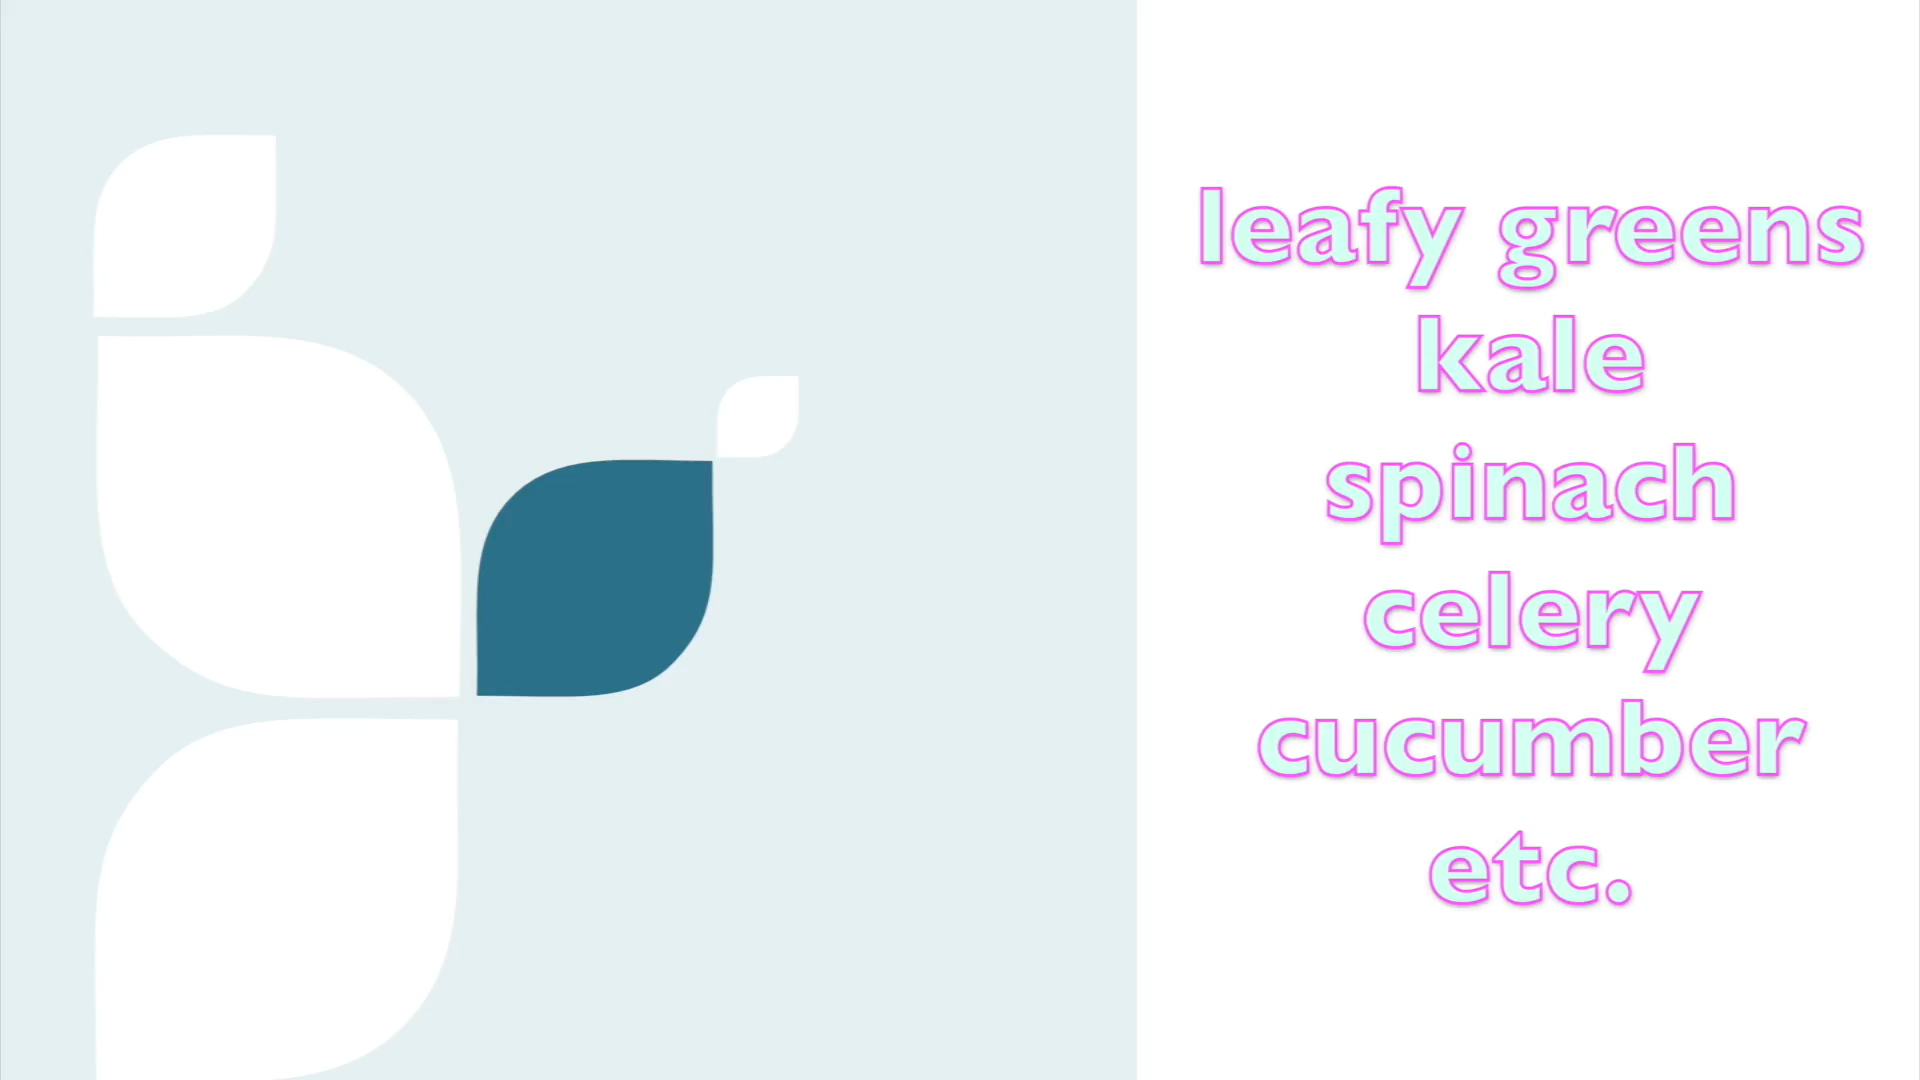 leafy greens
kale
spinach
celery
cucumber
etc.